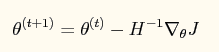 θ^{(t+1)} = θ^{(t)} − H^{−1}∇_θ J